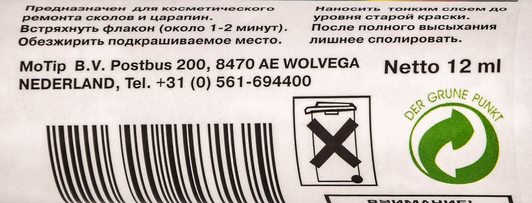 Предназначен для косметического
ремонта сколов и царапин.
Встряхнуть флакон (около 1-2 минут).
Обезжирить подкрашиваемое место.
Наносить тонким слоем до
уровня старой краски.
После полного высыхания
лишнее сполировать.
MoTip B.V. Postbus 200, 8470 AE WOLVEGA
NEDERLAND, Tel. +31 (0) 561-694400
Netto 12 ml
DER GRÜNE PUNKT
ВНИМАНИЕ!